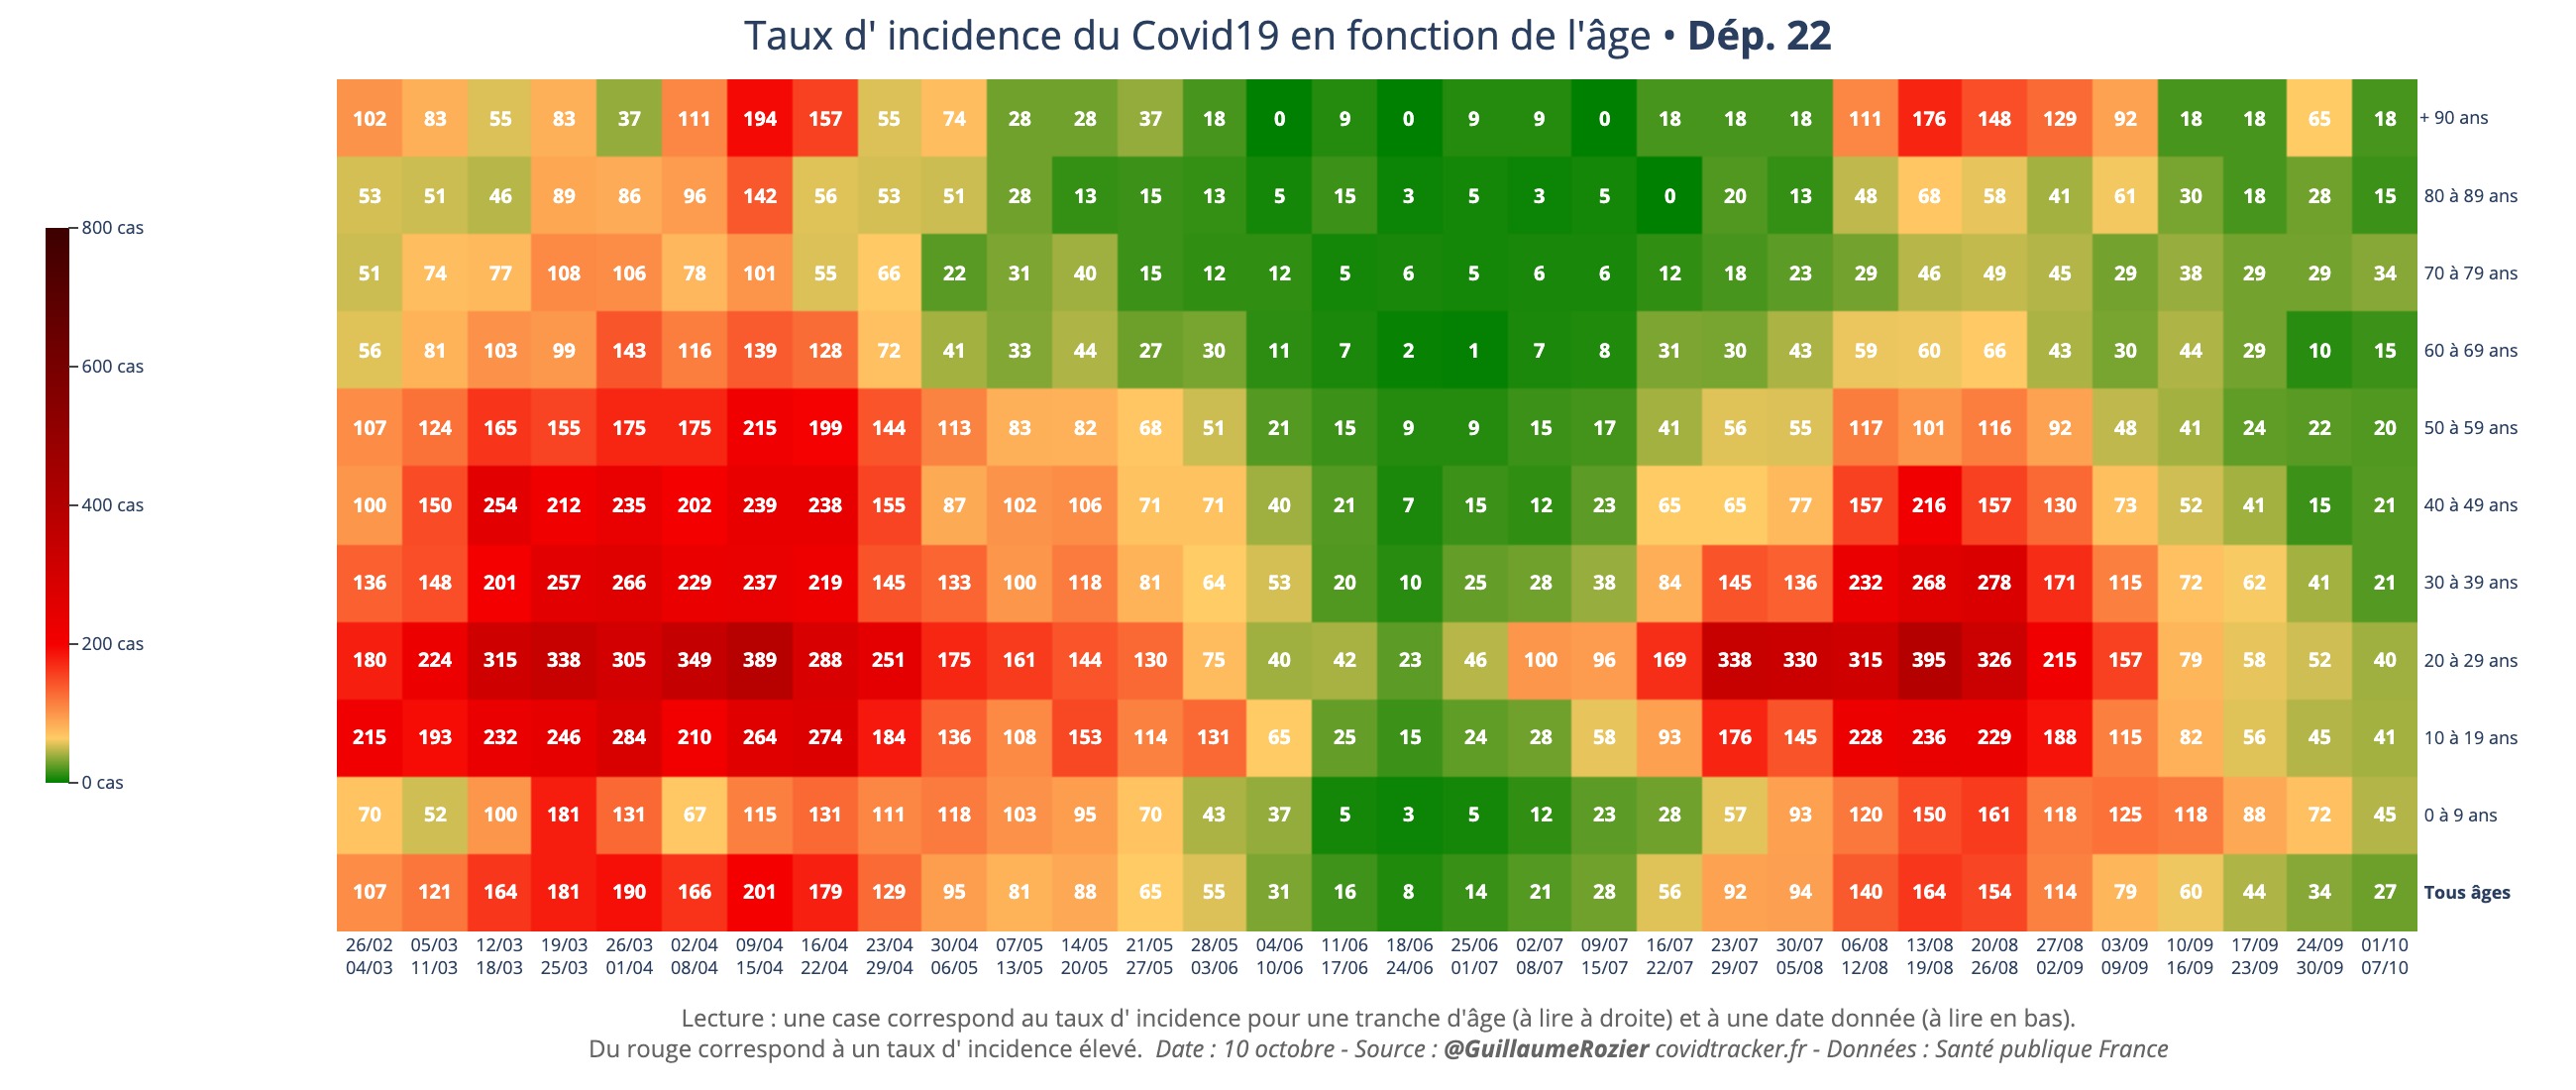 Taux d' incidence du Covid19 en fonction de l'âge • Dép. 22
800 cas
600 cas
400 cas
200 cas
0 cas
102 83 55 83 37 111 194 157 55 74 28 28 37 18 0 9 0 9 9 0 18 18 18 111 176 148 129 92 18 18 65 18 + 90 ans
53 51 46 89 86 96 142 56 53 51 28 13 15 13 5 15 3 5 3 5 0 20 13 48 68 58 41 61 30 18 28 15 80 à 89 ans
51 74 77 108 106 78 101 55 66 22 31 40 15 12 12 5 6 5 6 6 12 18 23 29 46 49 45 29 38 29 29 34 70 à 79 ans
56 81 103 99 143 116 139 128 72 41 33 44 27 30 11 7 2 1 7 8 31 30 43 59 60 66 43 30 44 29 10 15 60 à 69 ans
107 124 165 155 175 175 215 199 144 113 83 82 68 51 21 15 9 9 15 17 41 56 55 117 101 116 92 48 41 24 22 20 50 à 59 ans
100 150 254 212 235 202 239 238 155 87 102 106 71 71 40 21 7 15 12 23 65 65 77 157 216 157 130 73 52 41 15 21 40 à 49 ans
136 148 201 257 266 229 237 219 145 133 100 118 81 64 53 20 10 25 28 38 84 145 136 232 268 278 171 115 72 62 41 21 30 à 39 ans
180 224 315 338 305 349 389 288 251 175 161 144 130 75 40 42 23 46 100 96 169 338 330 315 395 326 215 157 79 58 52 40 20 à 29 ans
215 193 232 246 284 210 264 274 184 136 108 153 114 131 65 25 15 24 28 58 93 176 145 228 236 229 188 115 82 56 45 41 10 à 19 ans
70 52 100 181 131 67 115 131 111 118 103 95 70 43 37 5 3 5 12 23 28 57 93 120 150 161 118 125 118 88 72 45 0 à 9 ans
107 121 164 181 190 166 201 179 129 95 81 88 65 55 31 16 8 14 21 28 56 92 94 140 164 154 114 79 60 44 34 27 Tous âges
26/02 05/03 12/03 19/03 26/03 02/04 09/04 16/04 23/04 30/04 07/05 14/05 21/05 28/05 04/06 11/06 18/06 25/06 02/07 09/07 16/07 23/07 30/07 06/08 13/08 20/08 27/08 03/09 10/09 17/09 24/09 01/10
04/03 11/03 18/03 25/03 01/04 08/04 15/04 22/04 29/04 06/05 13/05 20/05 27/05 03/06 10/06 17/06 24/06 01/07 08/07 15/07 22/07 29/07 05/08 12/08 19/08 26/08 02/09 09/09 16/09 23/09 30/09 07/10
Lecture : une case correspond au taux d' incidence pour une tranche d'âge (à lire à droite) et à une date donnée (à lire en bas).
Du rouge correspond à un taux d' incidence élevé. Date : 10 octobre - Source : @GuillaumeRozier covidtracker.fr - Données : Santé publique France